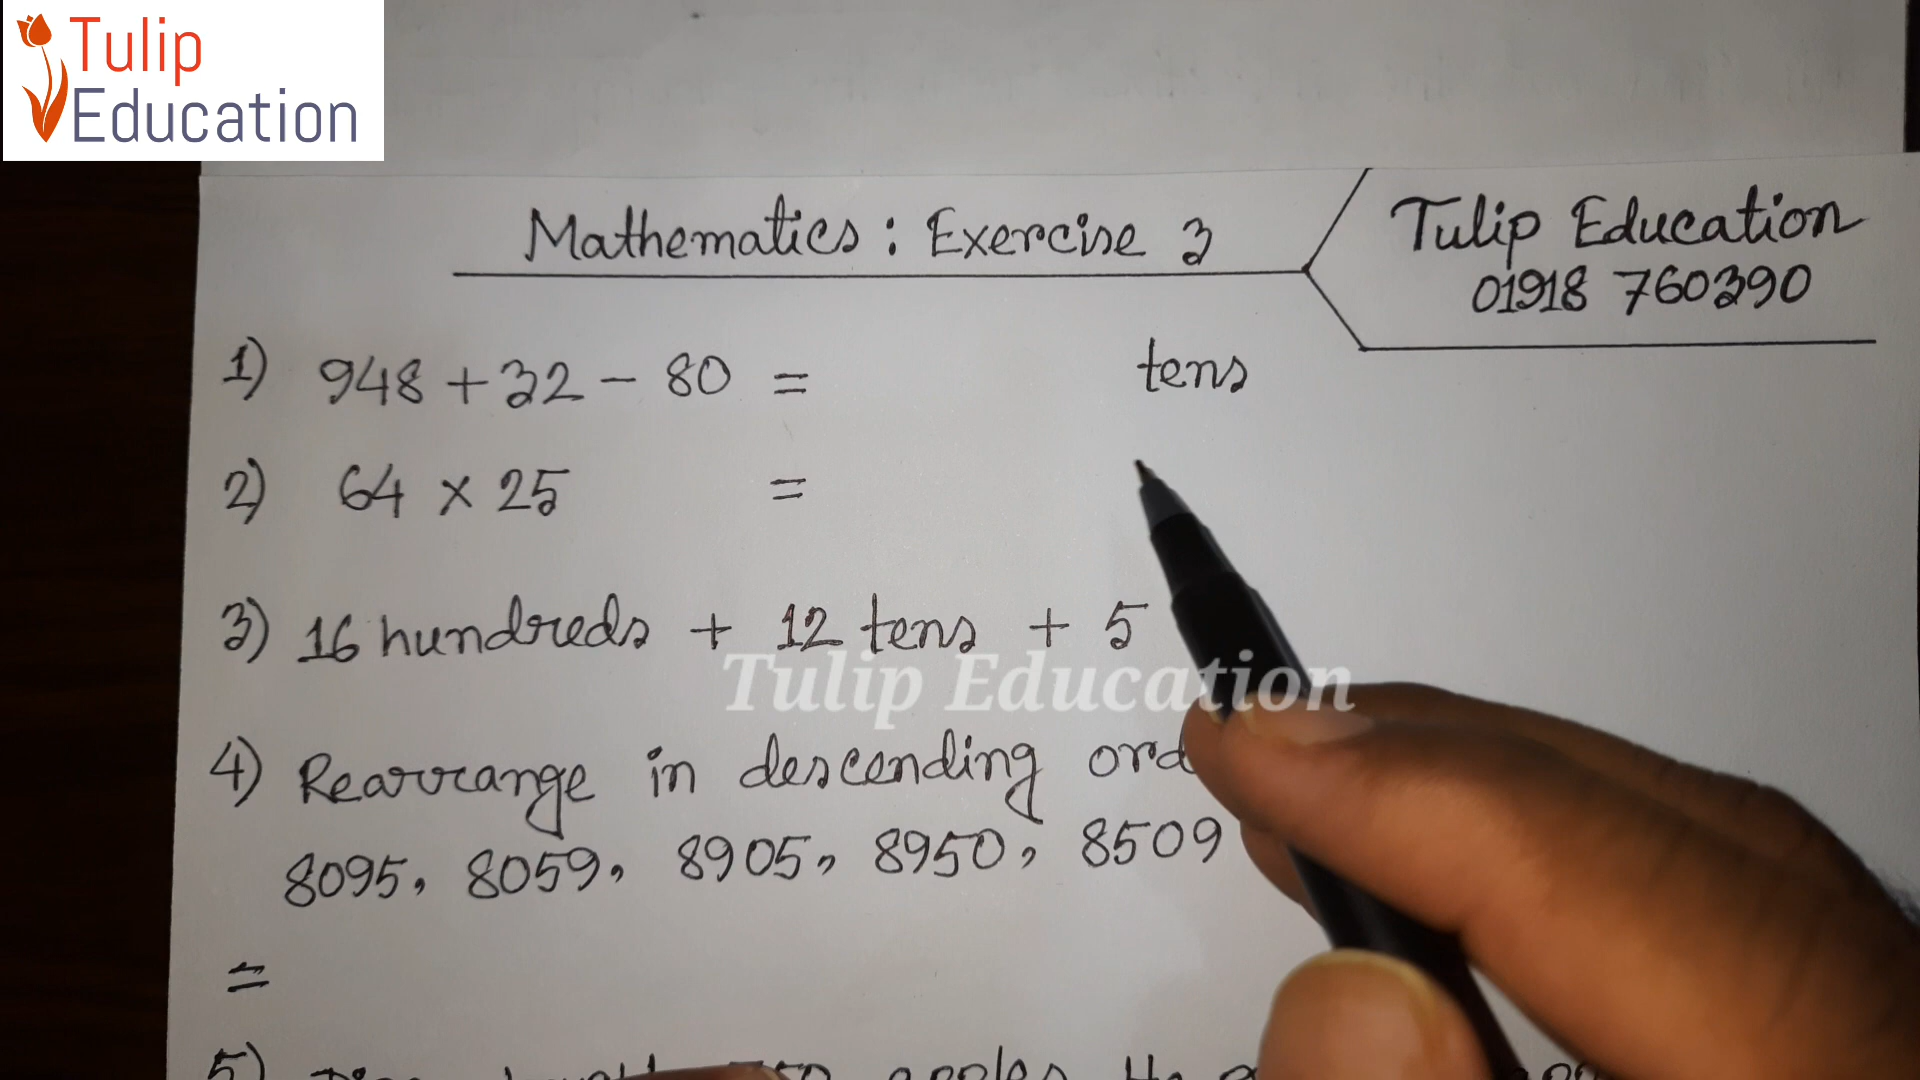 Tulip
Education
Mathematics : Exercise 3
Tulip Education
01918 760390
1) 948 + 32 - 80 = tens
2) 64 x 25 =
3) 16 hundreds + 12 tens + 5
Tulip Education
4) Rearrange in descending ord
8095, 8059, 8905, 8950, 8509
=
5) apples